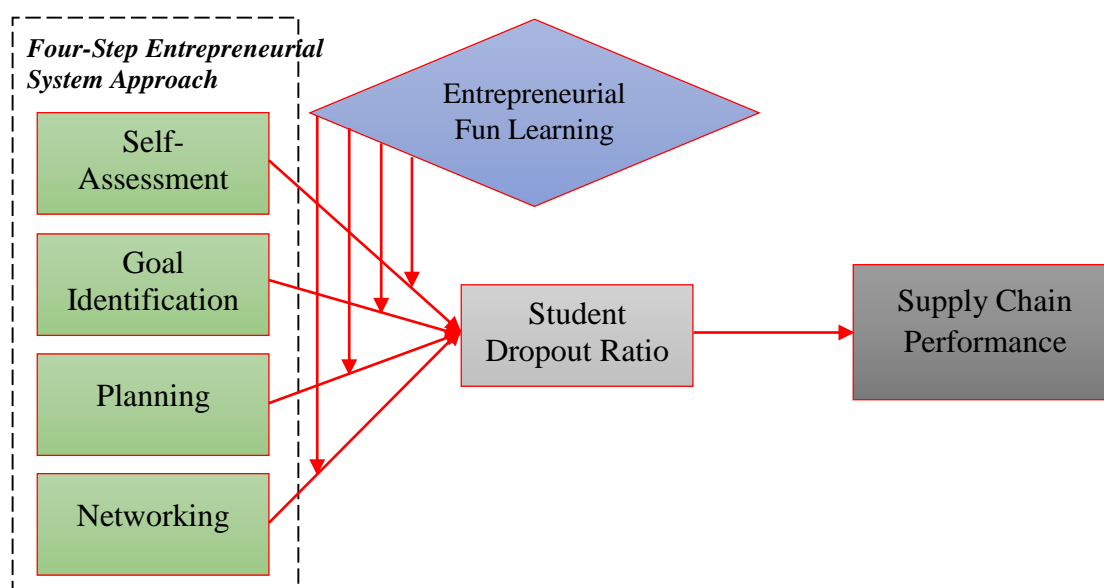 Four-Step Entrepreneurial
System Approach
Self-
Assessment
Goal
Identification
Planning
Networking
Entrepreneurial
Fun Learning
Student
Dropout Ratio
Supply Chain
Performance